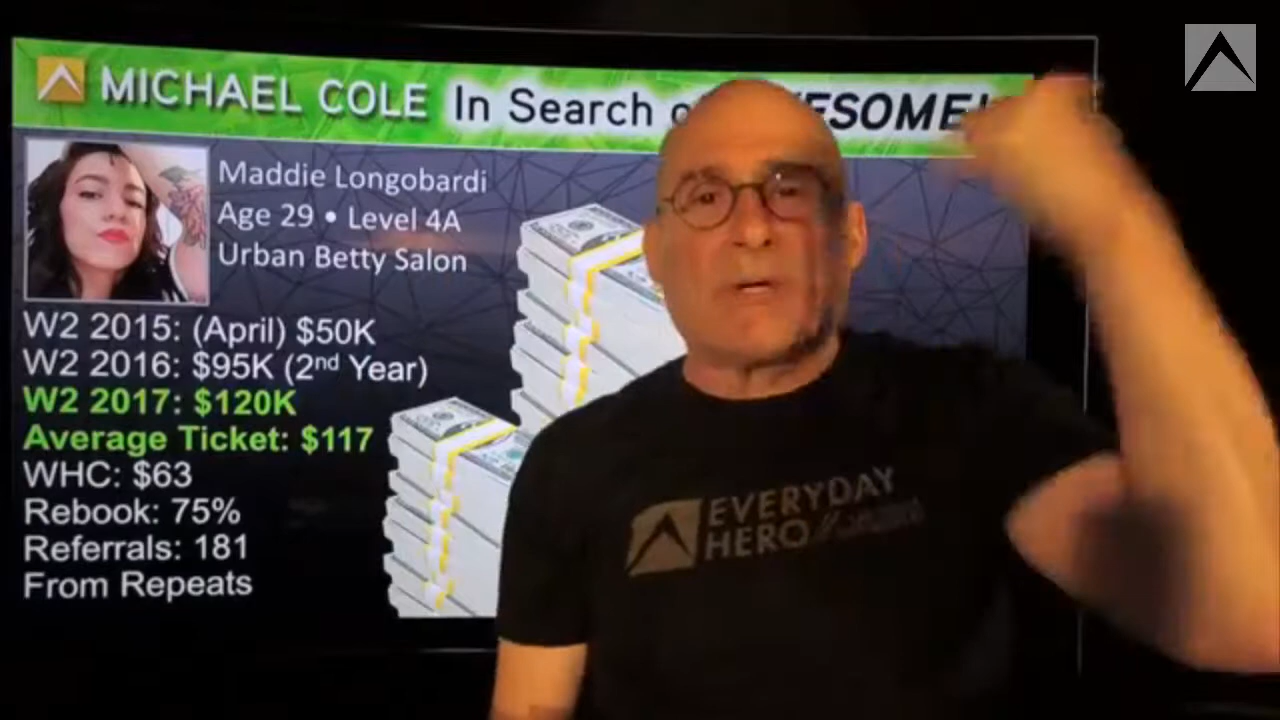 MICHAEL COLE In Search ESOME!
Maddie Longobardi
Age 29 • Level 4A
Urban Betty Salon
W2 2015: (April) $50K
W2 2016: $95K (2nd Year)
W2 2017: $120K
Average Ticket: $117
WHC: $63
Rebook: 75%
Referrals: 181
From Repeats
EVERYDAY
HERO